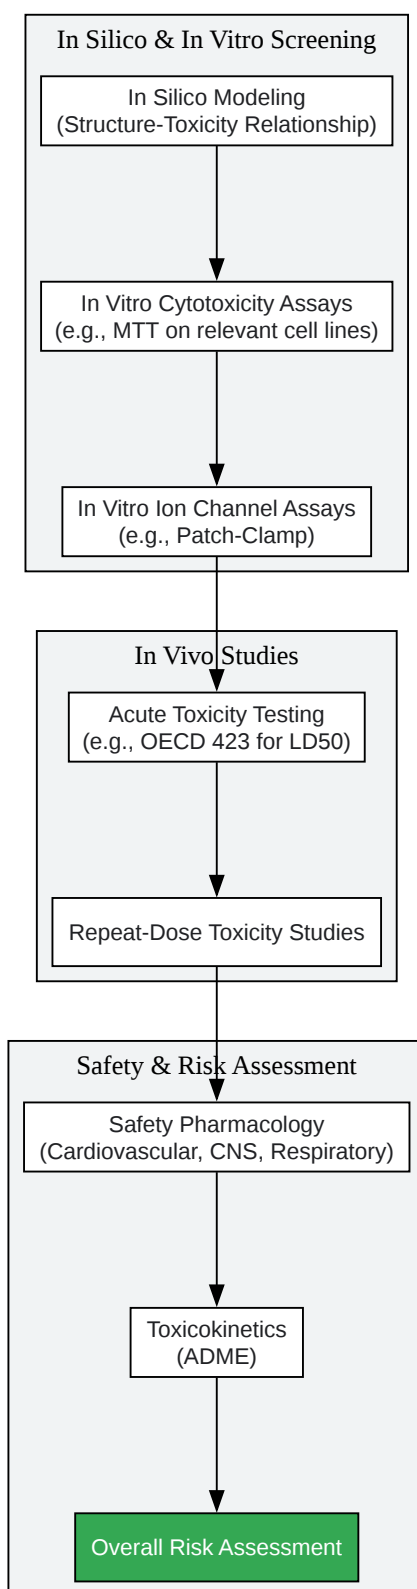 In Silico & In Vitro Screening
In Silico Modeling
(Structure-Toxicity Relationship)
In Vitro Cytotoxicity Assays
(e.g., MTT on relevant cell lines)
In Vitro Ion Channel Assays
(e.g., Patch-Clamp)
In Vivo Studies
Acute Toxicity Testing
(e.g., OECD 423 for LD50)
Repeat-Dose Toxicity Studies
Safety & Risk Assessment
Safety Pharmacology
(Cardiovascular, CNS, Respiratory)
Toxicokinetics
(ADME)
Overall Risk Assessment